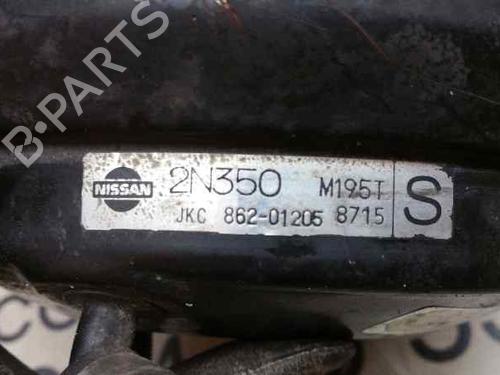 B-PARTS
NISSAN 2N350 M195T S
JKC 862-01205 8715